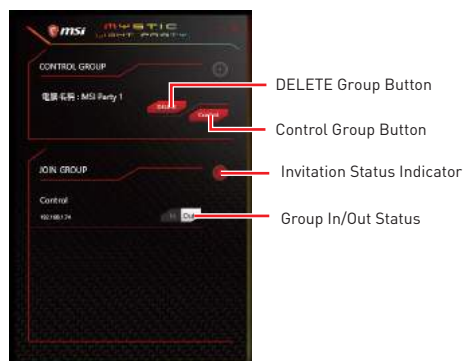 msi MYSTIC
LIGHT PARTY
CONTROL GROUP
電腦名稱 : MSI Party 1
Delete
Control
JOIN GROUP
Control
192.168.1.74
In Out
DELETE Group Button
Control Group Button
Invitation Status Indicator
Group In/Out Status